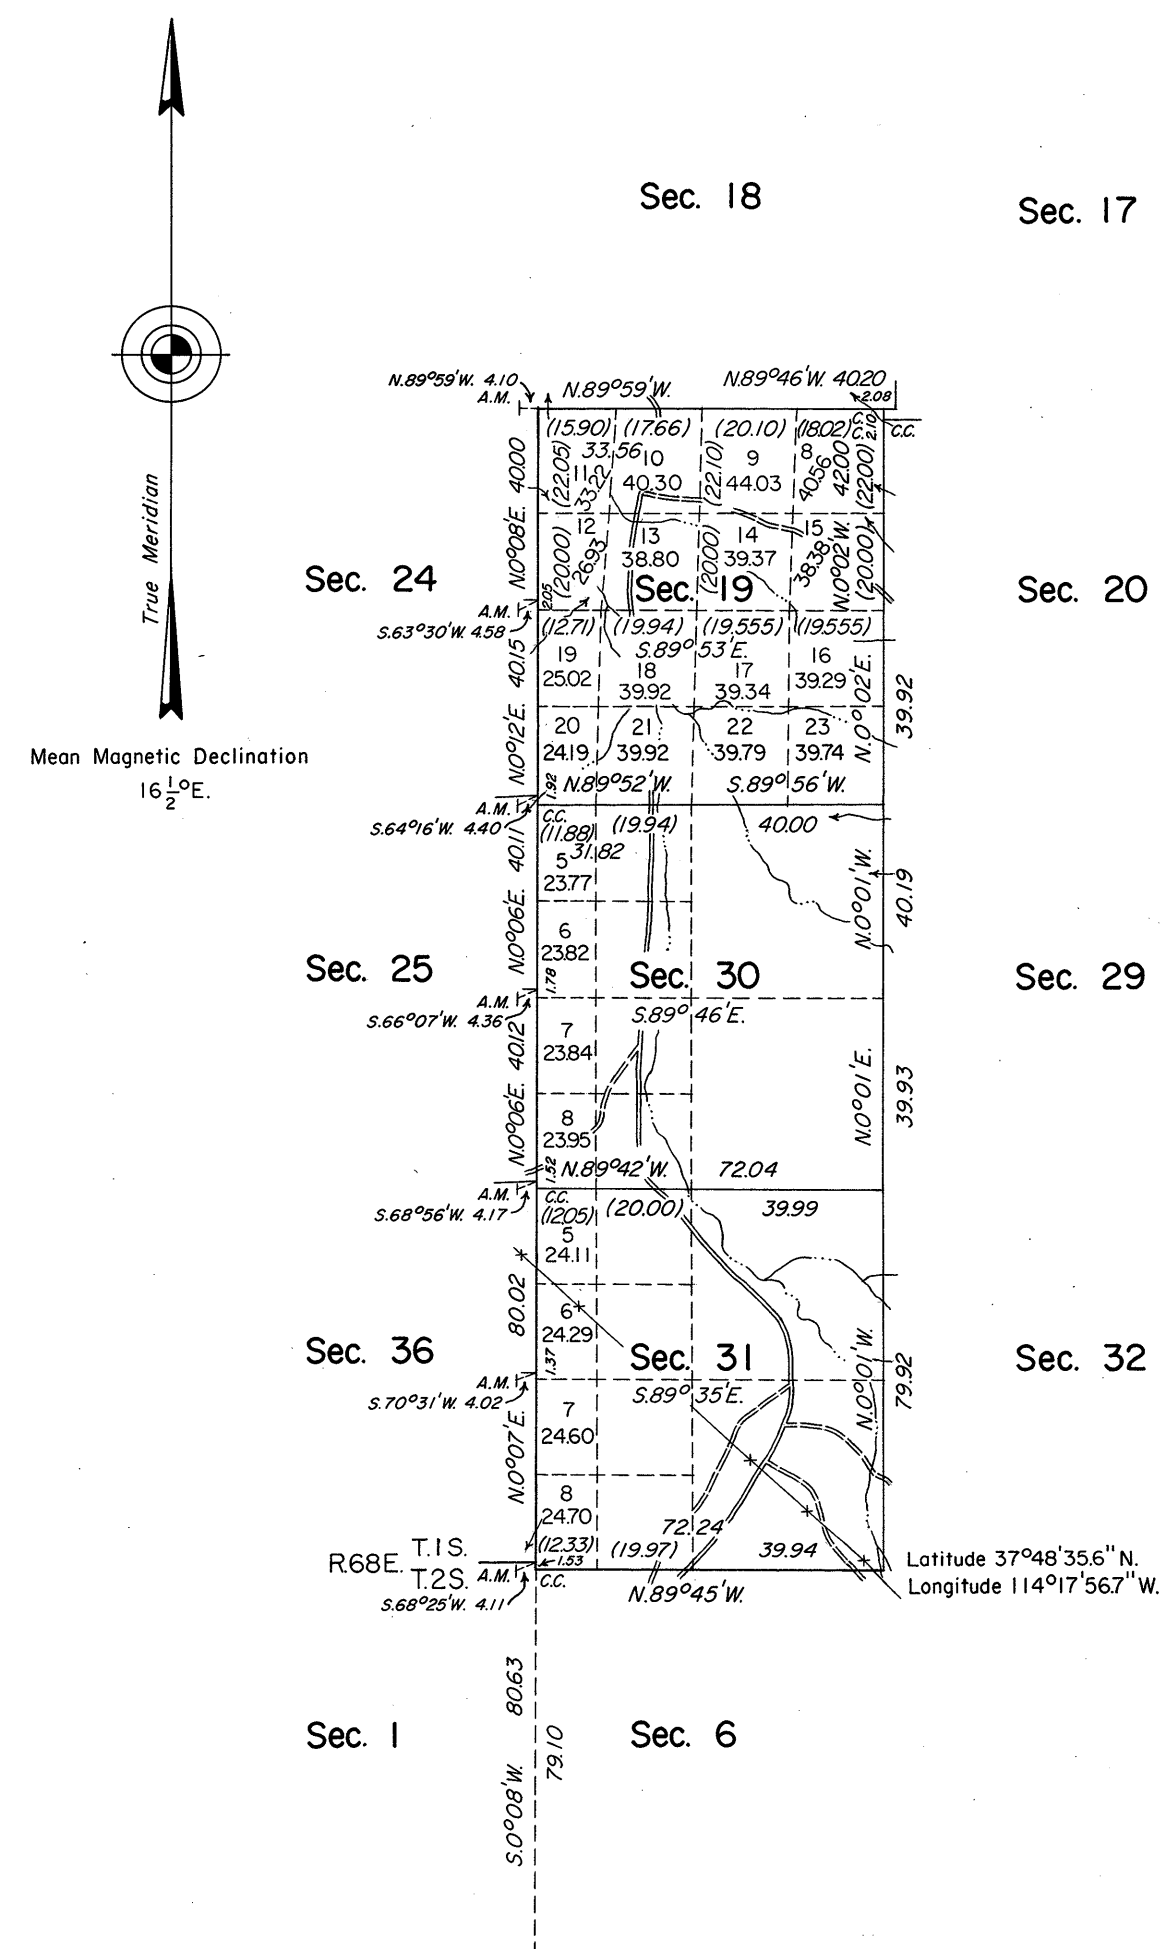 Sec. 18
Sec. 17
N.89°59'W. 4.10
A.M.
N.89°59'W.
N.89°46'W. 40.20
2.08
C.C.
C.C.
2.10
(15.90) (17.66) (20.10) (18.02)
33.56
11
33.22
(22.05)
10
40.30
(22.10)
9
44.03
8
40.56
42.00
(22.00)
N.0°08'E. 40.00
12
26.93
(20.00)
13
38.80
(20.00)
14
39.37
15
38.38
N.0°02'W.
(20.00)
True Meridian
Sec. 24
Sec. 19
Sec. 20
2.05
A.M.
S.63°30'W. 4.58
(12.71) (19.94) (19.555) (19.555)
S.89°53'E.
N.0°12'E. 40.15
19
25.02
18
39.92
17
39.34
16
39.29
N.0°02'E.
39.92
20
24.19
21
39.92
22
39.79
23
39.74
Mean Magnetic Declination
16 1/2°E.
1.92
N.89°52'W. S.89°56'W.
A.M.
S.64°16'W. 4.40
C.C.
(11.88) (19.94) 40.00
31.82
5
23.77
N.0°06'E. 40.11
N.0°01'W.
40.19
6
23.82
Sec. 25
Sec. 30
Sec. 29
1.78
A.M.
S.66°07'W. 4.36
S.89°46'E.
7
23.84
N.0°06'E. 40.12
N.0°01'E.
39.93
8
23.95
1.52
N.89°42'W. 72.04
A.M.
S.68°56'W. 4.17
C.C.
(12.05) (20.00) 39.99
5
24.11
80.02
6
24.29
Sec. 36
Sec. 31
Sec. 32
1.37
A.M.
S.70°31'W. 4.02
S.89°35'E.
N.0°01'W.
79.92
7
24.60
N.0°07'E.
8
24.70
72.24
(12.33) (19.97) 39.94
T.1S.
R.68E.
T.2S.
A.M.
1.53
C.C.
S.68°25'W. 4.11
N.89°45'W.
Latitude 37°48'35.6" N.
Longitude 114°17'56.7" W.
80.63
S.0°08'W.
79.10
Sec. 1
Sec. 6